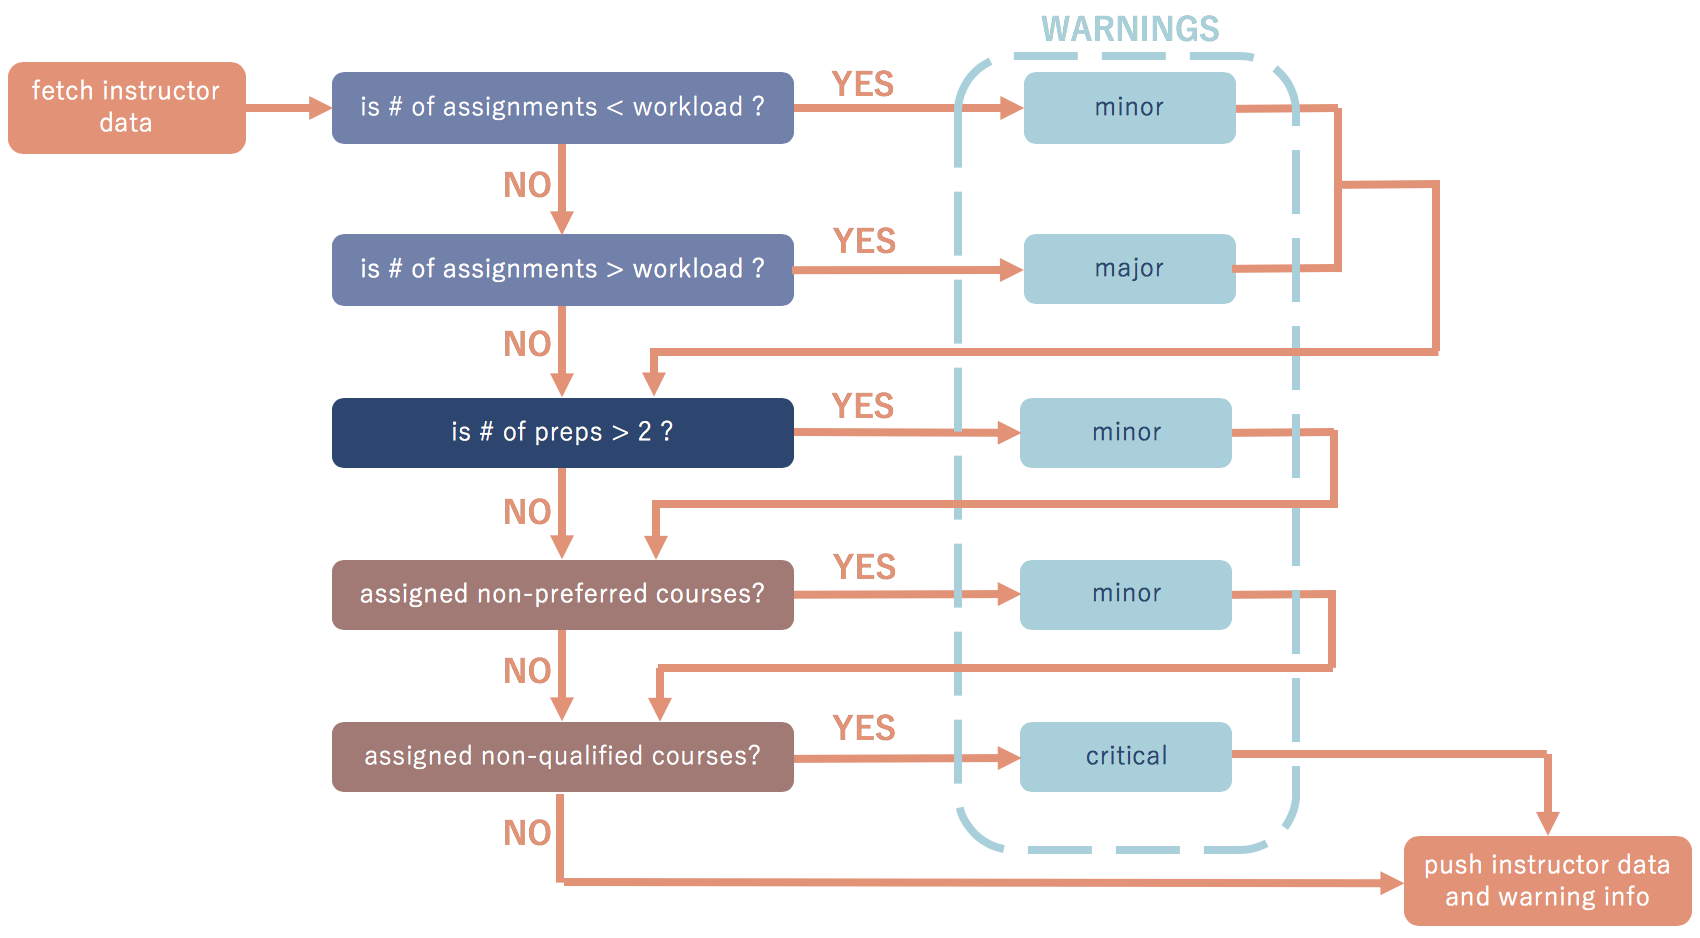 WARNINGS
fetch instructor
data
is # of assignments < workload ?
YES
minor
NO
is # of assignments > workload ?
YES
major
NO
is # of preps > 2 ?
YES
minor
NO
assigned non-preferred courses?
YES
minor
NO
assigned non-qualified courses?
YES
critical
NO
push instructor data
and warning info